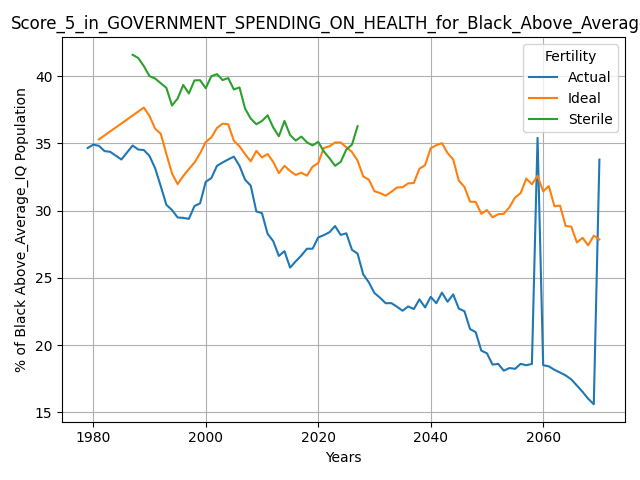 Score_5_in_GOVERNMENT_SPENDING_ON_HEALTH_for_Black_Above_Averag
% of Black Above_Average_IQ Population
40
35
30
25
20
15
Fertility
Actual
Ideal
Sterile
1980
2000
2020
2040
2060
Years